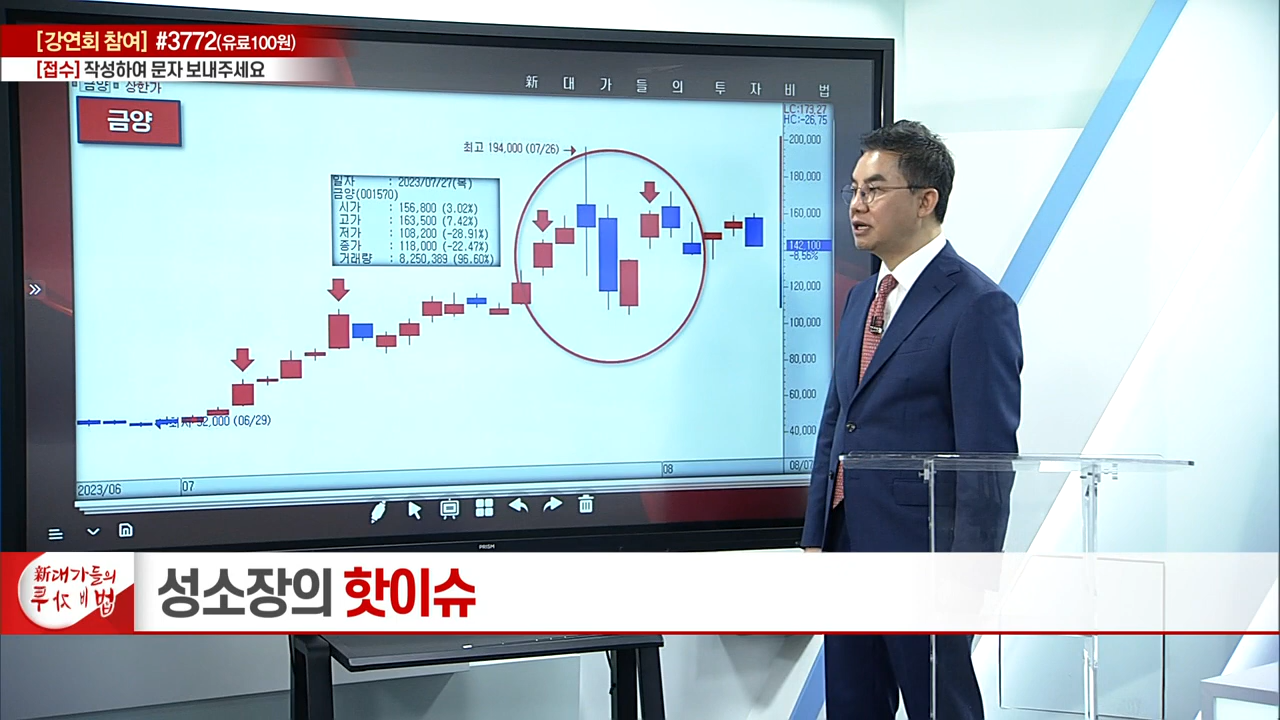 [강연회 참여] #3772(유료100원)
[접수] 작성하여 문자 보내주세요
금양 상한가
新 대 가 들 의 투 자 비 법
금양
LC:173.27
HC:-26.75
최고 194,000 (07/26)
일자 : 2023/07/27(목)
금양(001570)
시가 : 156,800 (3.02%)
고가 : 163,500 (7.42%)
저가 : 108,200 (-28.91%)
종가 : 118,000 (-22.47%)
거래량 : 8,250,389 (96.60%)
200,000
180,000
160,000
142,100
-8.56%
120,000
100,000
80,000
60,000
40,000
(06/29)
2023/06
07
08
08/07
PRISM
新대가들의
투자비법
성소장의 핫이슈